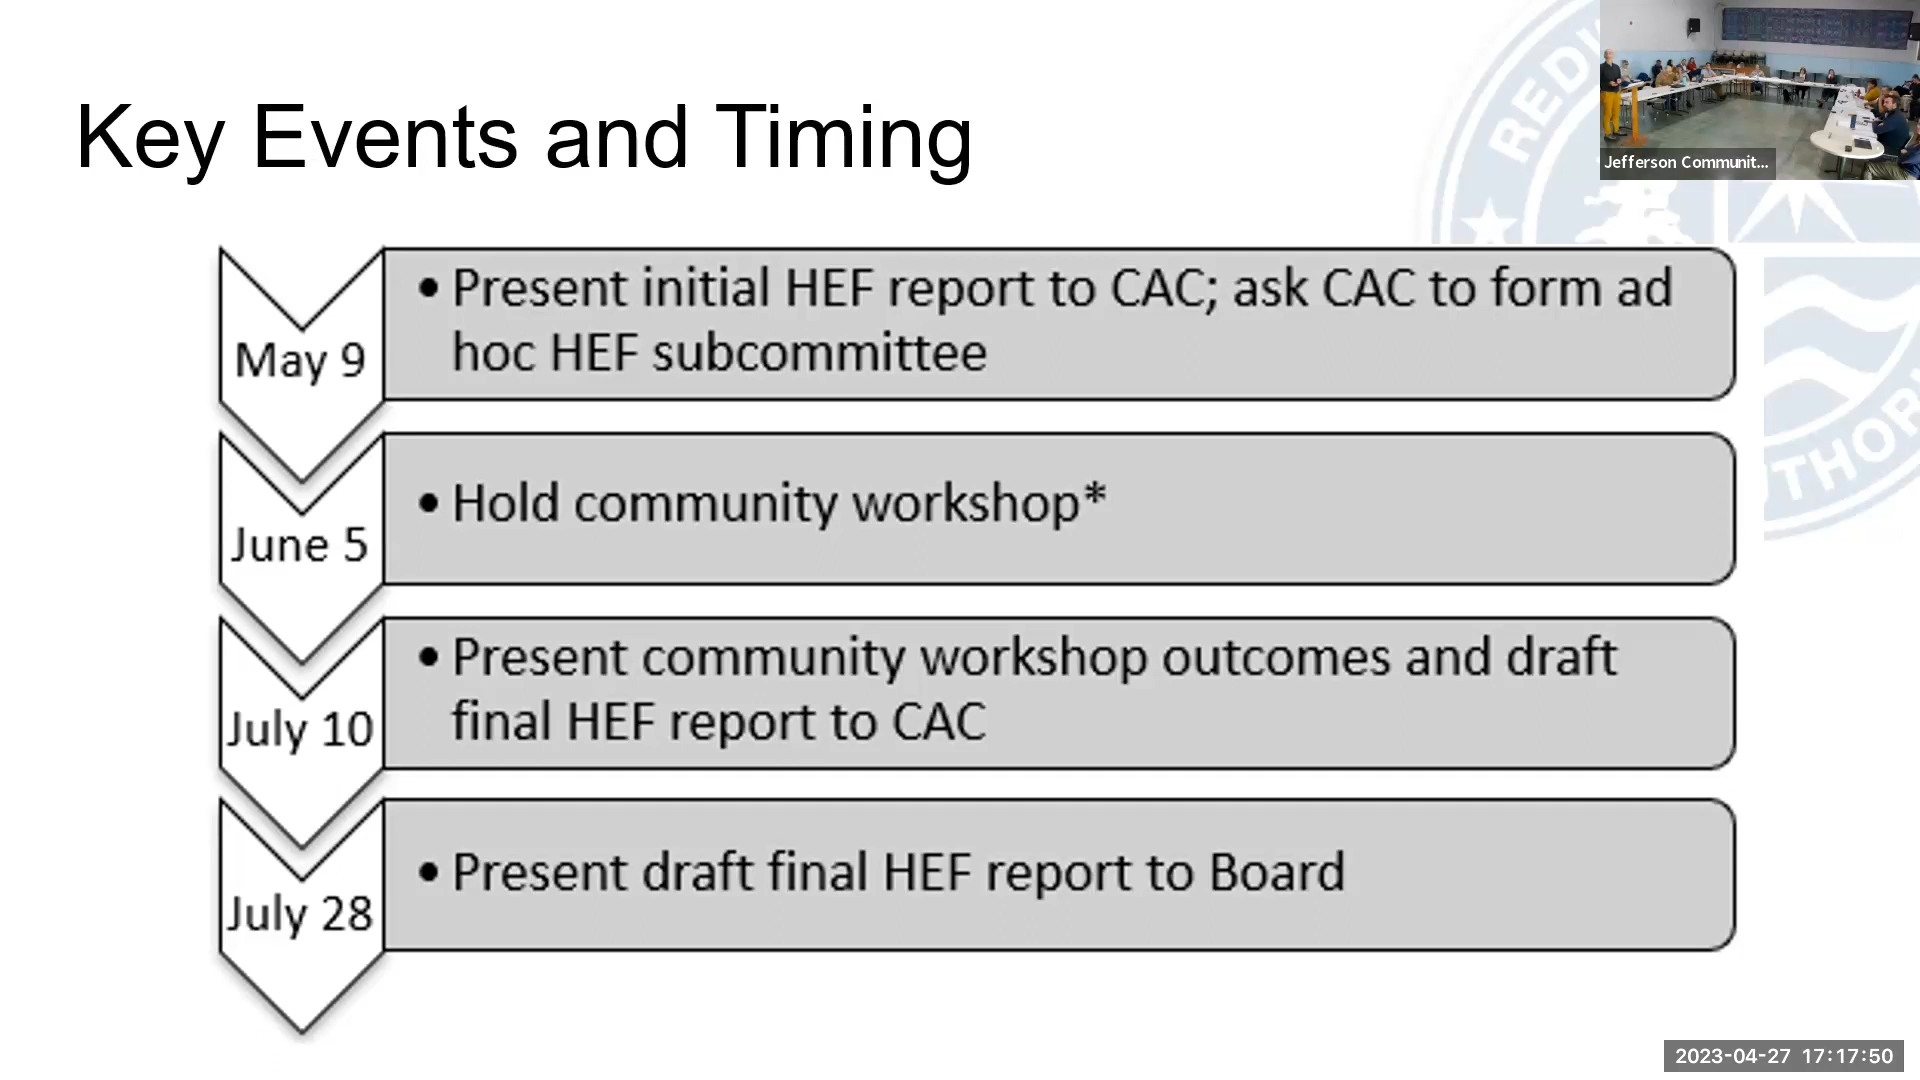 Key Events and Timing
Jefferson Communit...
May 9
• Present initial HEF report to CAC; ask CAC to form ad
hoc HEF subcommittee
June 5
• Hold community workshop*
July 10
• Present community workshop outcomes and draft
final HEF report to CAC
July 28
• Present draft final HEF report to Board
2023-04-27 17:17:50